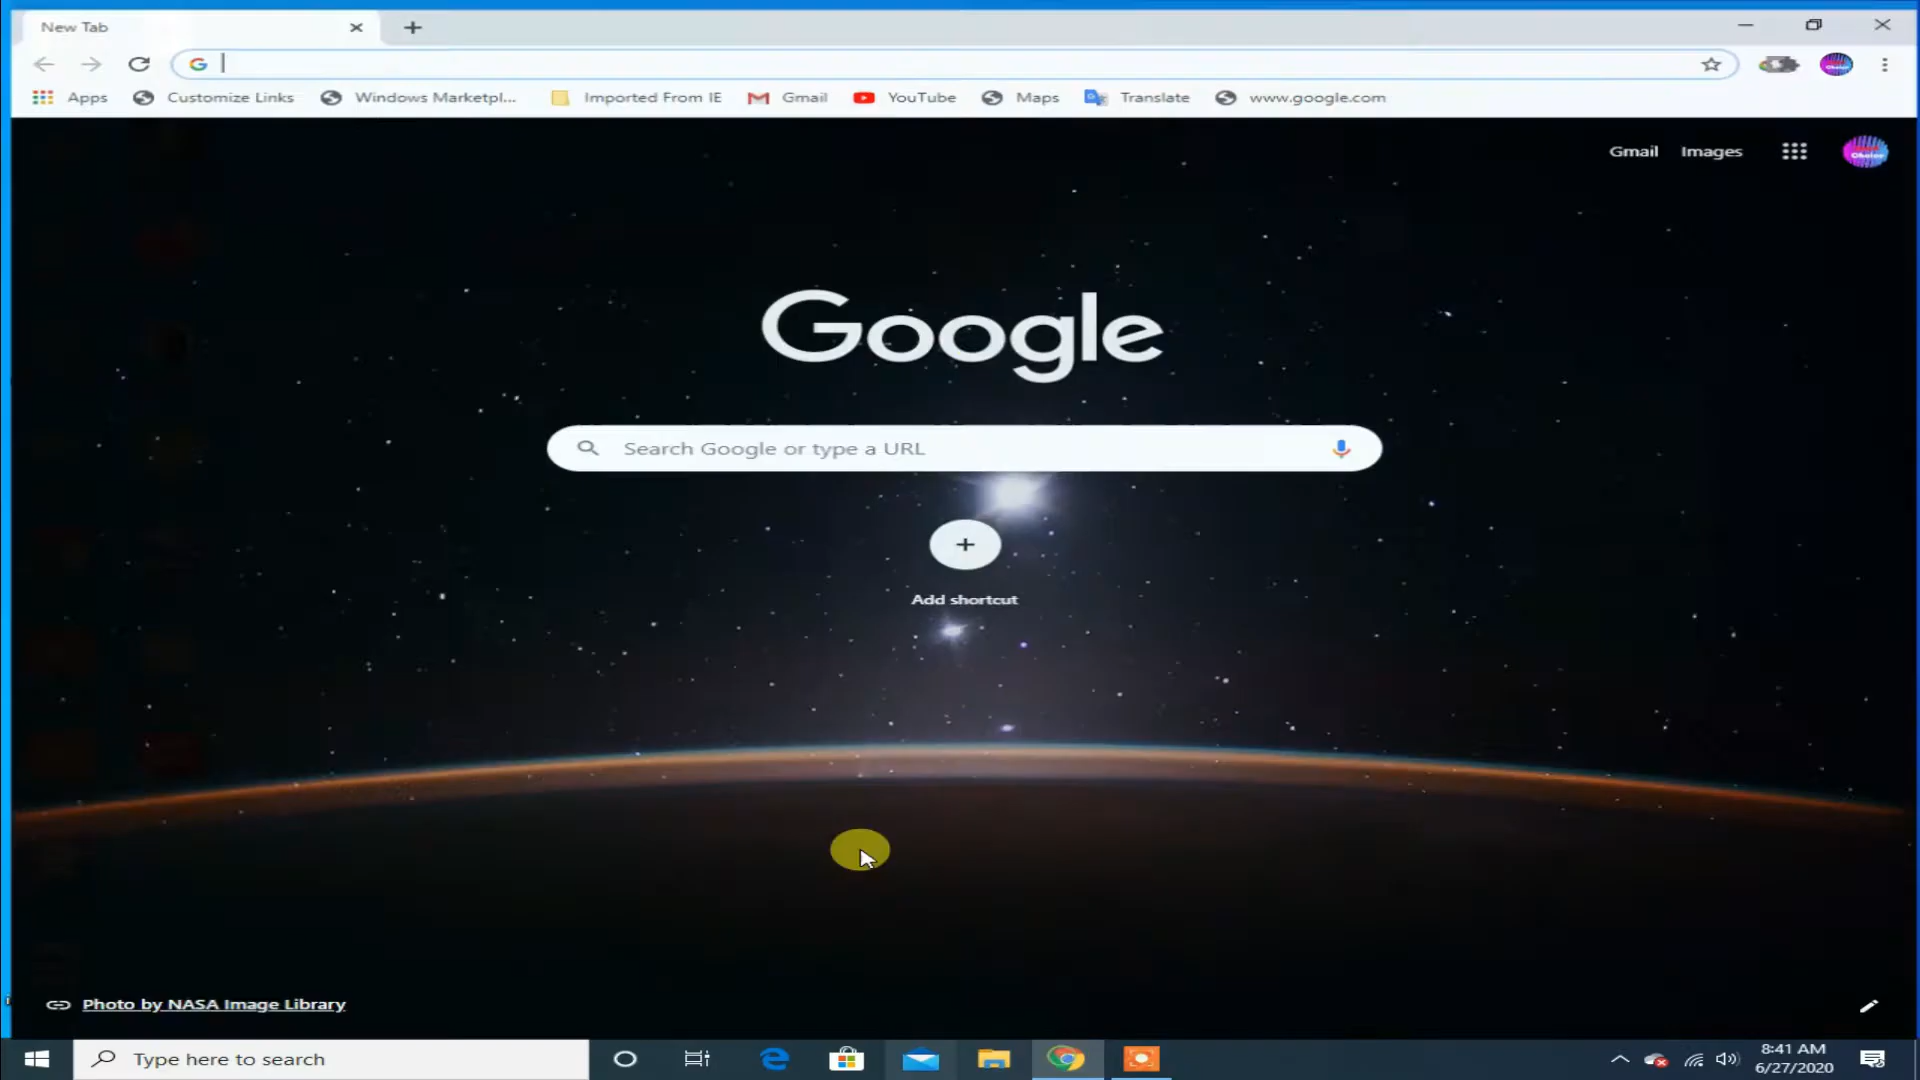 New Tab
Apps Customize Links Windows Marketpl... Imported From IE Gmail YouTube Maps Translate www.google.com
Gmail Images
Google
Search Google or type a URL
Add shortcut
Photo by NASA Image Library
Type here to search
8:41 AM
6/27/2020